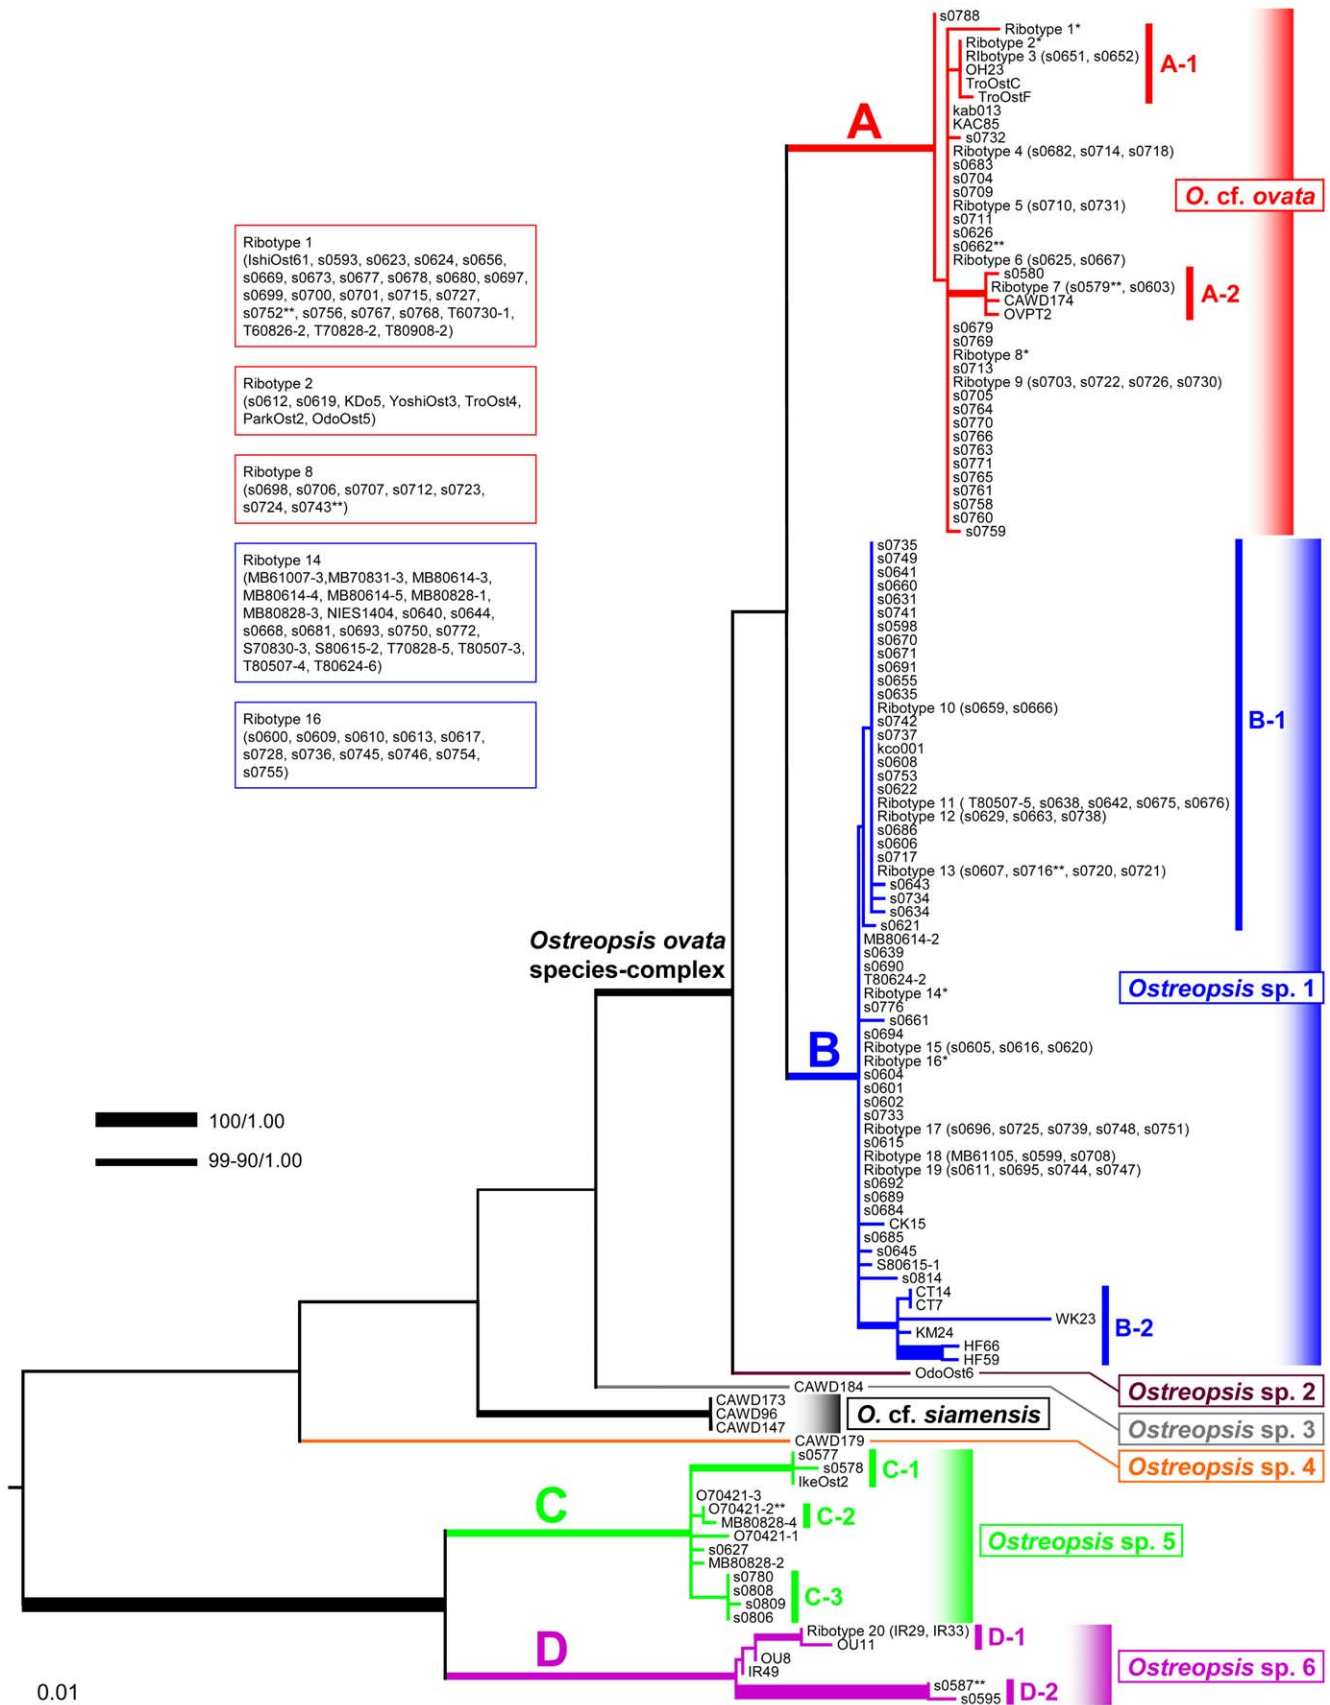 s0788
Ribotype 1*
Ribotype 2*
RIbotype 3 (s0651, s0652)
OH23
TroOstC
TroOstF
A-1
kab013
KAC85
s0732
A
Ribotype 4 (s0682, s0714, s0718)
s0683
s0704
s0709
O. cf. ovata
Ribotype 5 (s0710, s0731)
s0711
s0626
s0662**
Ribotype 6 (s0625, s0667)
s0580
Ribotype 7 (s0579**, s0603)
CAWD174
OVPT2
A-2
s0679
s0769
Ribotype 8*
s0713
Ribotype 9 (s0703, s0722, s0726, s0730)
s0705
s0764
s0770
s0766
s0763
s0771
s0765
s0761
s0758
s0760
s0759
Ribotype 1
(IshiOst61, s0593, s0623, s0624, s0656,
s0669, s0673, s0677, s0678, s0680, s0697,
s0699, s0700, s0701, s0715, s0727,
s0752**, s0756, s0767, s0768, T60730-1,
T60826-2, T70828-2, T80908-2)
Ribotype 2
(s0612, s0619, KDo5, YoshiOst3, TroOst4,
ParkOst2, OdoOst5)
Ribotype 8
(s0698, s0706, s0707, s0712, s0723,
s0724, s0743**)
Ribotype 14
(MB61007-3,MB70831-3, MB80614-3,
MB80614-4, MB80614-5, MB80828-1,
MB80828-3, NIES1404, s0640, s0644,
s0668, s0681, s0693, s0750, s0772,
S70830-3, S80615-2, T70828-5, T80507-3,
T80507-4, T80624-6)
Ribotype 16
(s0600, s0609, s0610, s0613, s0617,
s0728, s0736, s0745, s0746, s0754,
s0755)
s0735
s0749
s0641
s0660
s0631
s0741
s0598
s0670
s0671
s0691
s0655
s0635
Ribotype 10 (s0659, s0666)
B-1
s0742
s0737
kco001
s0608
s0753
s0622
Ribotype 11 ( T80507-5, s0638, s0642, s0675, s0676)
Ribotype 12 (s0629, s0663, s0738)
s0686
s0606
s0717
Ribotype 13 (s0607, s0716**, s0720, s0721)
s0643
s0734
s0634
s0621
Ostreopsis ovata
species-complex
MB80614-2
s0639
s0690
T80624-2
Ostreopsis sp. 1
Ribotype 14*
s0776
s0661
s0694
B
Ribotype 15 (s0605, s0616, s0620)
Ribotype 16*
s0604
s0601
s0602
s0733
Ribotype 17 (s0696, s0725, s0739, s0748, s0751)
s0615
Ribotype 18 (MB61105, s0599, s0708)
Ribotype 19 (s0611, s0695, s0744, s0747)
s0692
s0689
s0684
CK15
s0685
s0645
S80615-1
s0814
CT14
CT7
WK23
B-2
KM24
HF66
HF59
100/1.00
99-90/1.00
OdoOst6
Ostreopsis sp. 2
CAWD184
Ostreopsis sp. 3
CAWD173
CAWD96
CAWD147
O. cf. siamensis
CAWD179
Ostreopsis sp. 4
s0577
s0578
IkeOst2
C-1
C
O70421-3
O70421-2**
MB80828-4
C-2
O70421-1
s0627
MB80828-2
Ostreopsis sp. 5
s0780
s0808
s0809
s0806
C-3
D
Ribotype 20 (IR29, IR33)
OU11
D-1
OU8
IR49
Ostreopsis sp. 6
s0587**
s0595
D-2
0.01